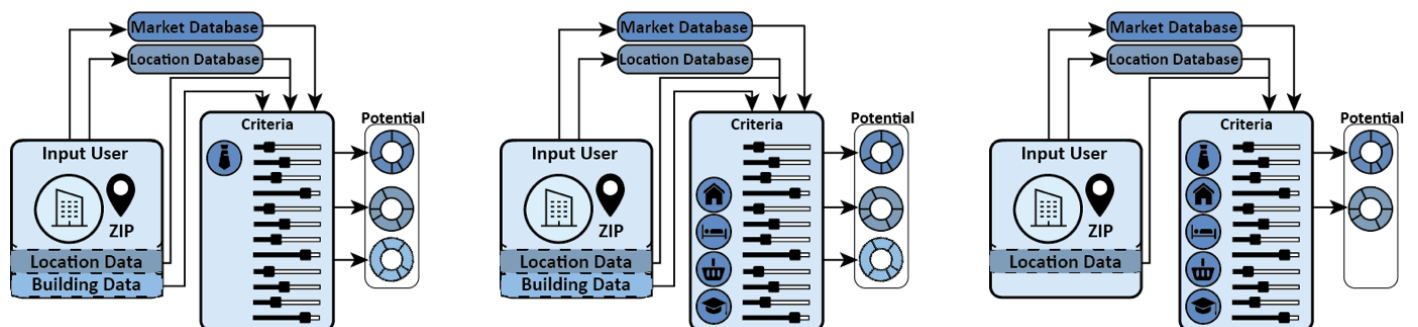 Market Database
Location Database
Criteria
Potential
Input User
ZIP
Location Data
Building Data
Market Database
Location Database
Criteria
Potential
Input User
ZIP
Location Data
Building Data
Market Database
Location Database
Criteria
Potential
Input User
ZIP
Location Data